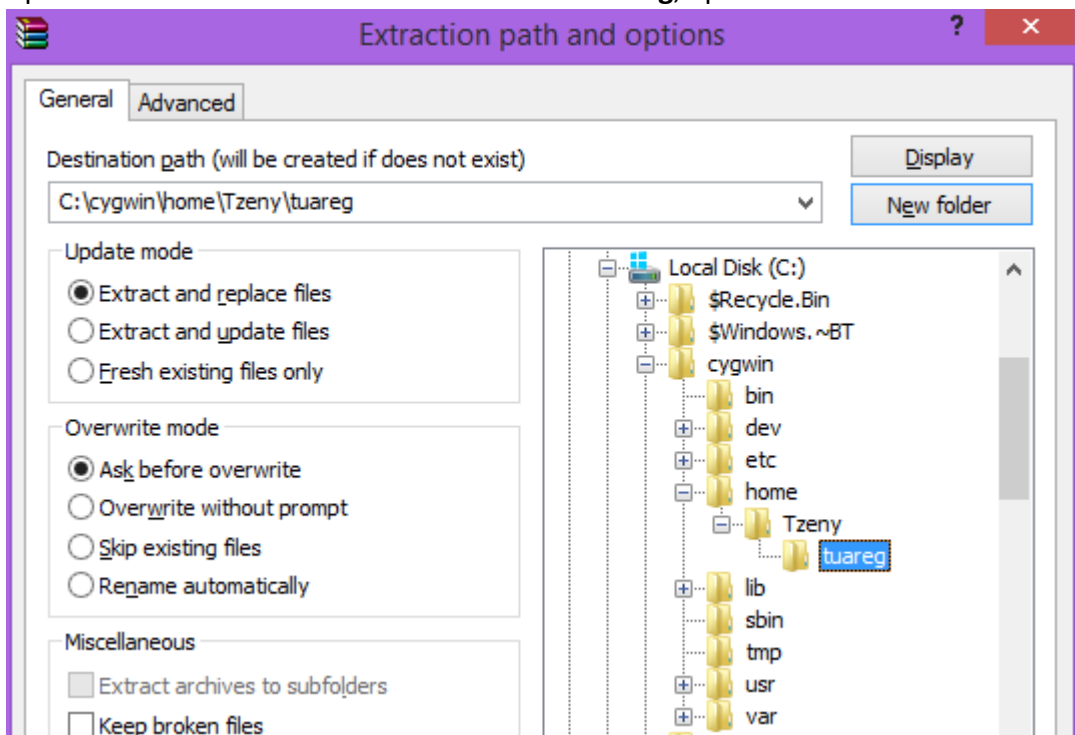 Extraction path and options ? ×
General Advanced
Destination path (will be created if does not exist)
Display
C:\cygwin\home\Tzeny\tuareg
New folder
Update mode
Extract and replace files
Extract and update files
Fresh existing files only
Overwrite mode
Ask before overwrite
Overwrite without prompt
Skip existing files
Rename automatically
Miscellaneous
Extract archives to subfolders
Keep broken files
Local Disk (C:)
$Recycle.Bin
$Windows.~BT
cygwin
bin
dev
etc
home
Tzeny
tuareg
lib
sbin
tmp
usr
var